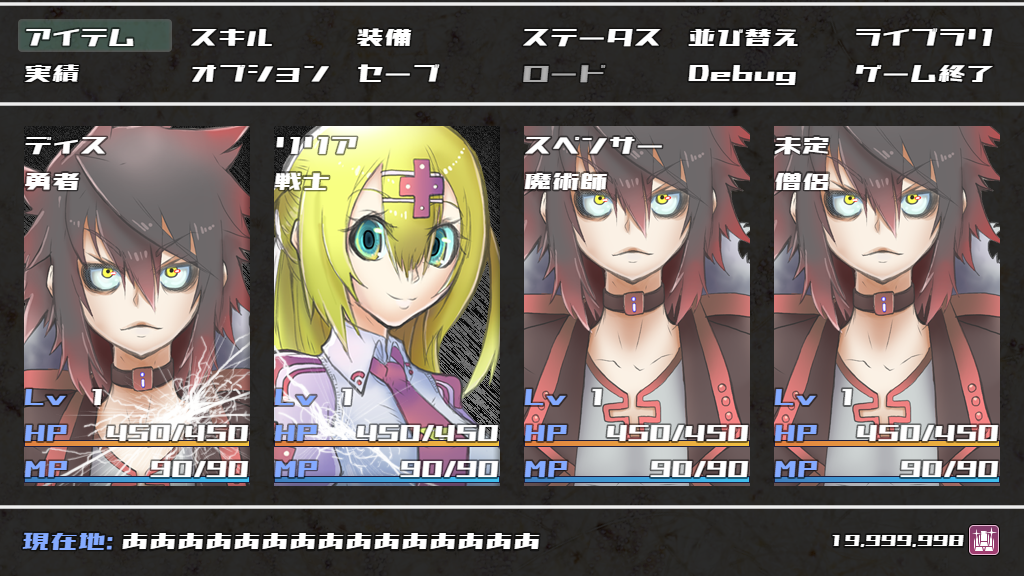 アイテム スキル 装備 ステータス 並び替え ライブラリ
実績 オプション セーブ ロード Debug ゲーム終了
ディス リリア スペンサー 未定
勇者 戦士 魔術師 僧侶
Lv 1 Lv 1 Lv 1 Lv 1
HP 450/450 HP 450/450 HP 450/450 HP 450/450
MP 90/90 MP 90/90 MP 90/90 MP 90/90
現在地: あああああああああああああああ 19,999,998